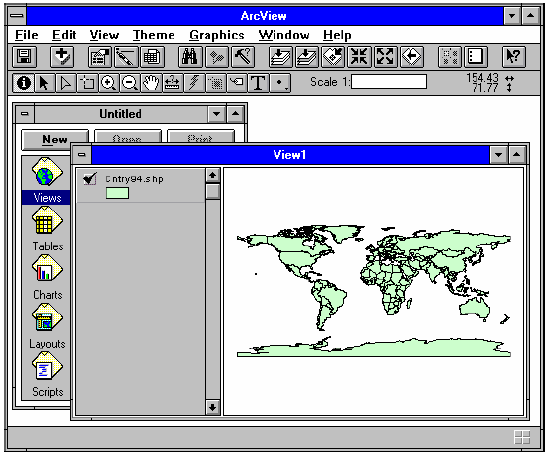 ArcView
File Edit View Theme Graphics Window Help
Scale 1:
154.43
71.77
Untitled
New Open Print
View1
Cntry94.shp
Views
Tables
Charts
Layouts
Scripts